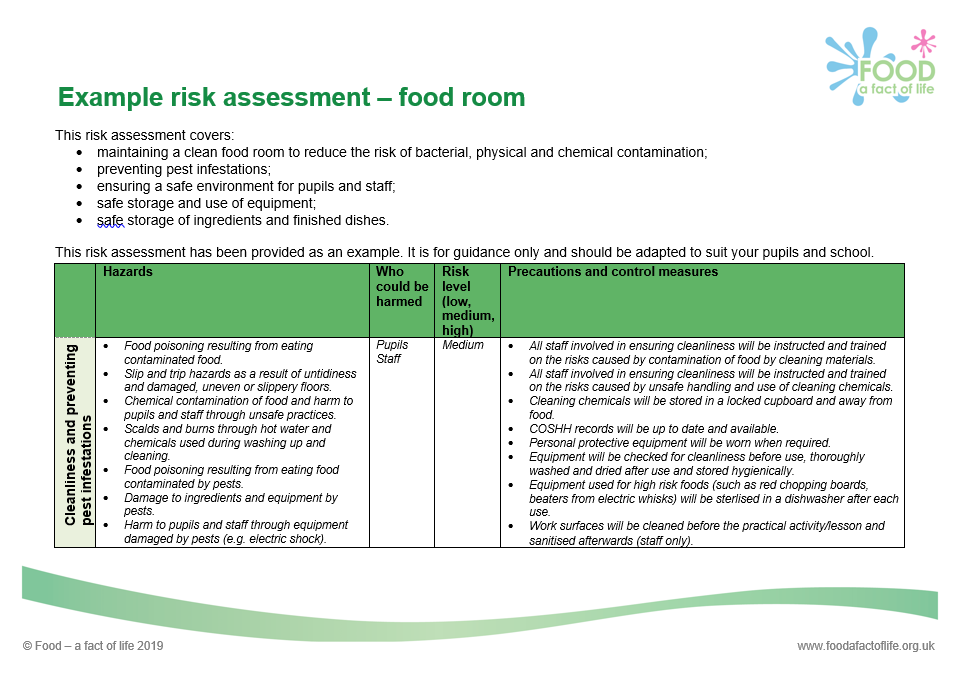 FOOD
a fact of life
Example risk assessment – food room
This risk assessment covers:
• maintaining a clean food room to reduce the risk of bacterial, physical and chemical contamination;
• preventing pest infestations;
• ensuring a safe environment for pupils and staff;
• safe storage and use of equipment;
• safe storage of ingredients and finished dishes.
This risk assessment has been provided as an example. It is for guidance only and should be adapted to suit your pupils and school.
Hazards
Who
could be
harmed
Risk
level
(low,
medium,
high)
Precautions and control measures
Cleanliness and preventing
pest infestations
• Food poisoning resulting from eating
contaminated food.
• Slip and trip hazards as a result of untidiness
and damaged, uneven or slippery floors.
• Chemical contamination of food and harm to
pupils and staff through unsafe practices.
• Scalds and burns through hot water and
chemicals used during washing up and
cleaning.
• Food poisoning resulting from eating food
contaminated by pests.
• Damage to ingredients and equipment by
pests.
• Harm to pupils and staff through equipment
damaged by pests (e.g. electric shock).
Pupils
Staff
Medium
• All staff involved in ensuring cleanliness will be instructed and trained
on the risks caused by contamination of food by cleaning materials.
• All staff involved in ensuring cleanliness will be instructed and trained
on the risks caused by unsafe handling and use of cleaning chemicals.
• Cleaning chemicals will be stored in a locked cupboard and away from
food.
• COSHH records will be up to date and available.
• Personal protective equipment will be worn when required.
• Equipment will be checked for cleanliness before use, thoroughly
washed and dried after use and stored hygienically.
• Equipment used for high risk foods (such as red chopping boards,
beaters from electric whisks) will be sterlised in a dishwasher after each
use.
• Work surfaces will be cleaned before the practical activity/lesson and
sanitised afterwards (staff only).
© Food – a fact of life 2019
www.foodafactoflife.org.uk